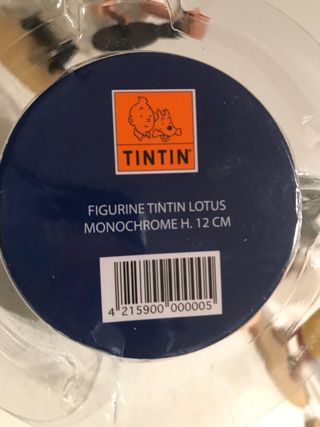 TINTIN
FIGURINE TINTIN LOTUS
MONOCHROME H. 12 CM
4 215900 000005